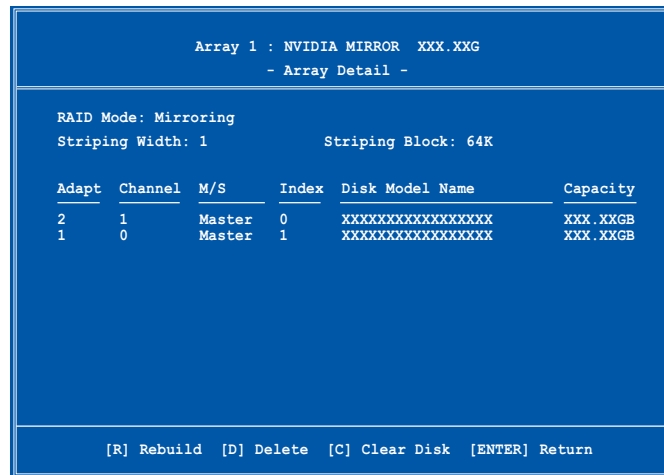 Array 1 : NVIDIA MIRROR XXX.XXG
- Array Detail -
RAID Mode: Mirroring
Striping Width: 1 Striping Block: 64K
Adapt Channel M/S Index Disk Model Name Capacity
2 1 Master 0 XXXXXXXXXXXXXXXXX XXX.XXGB
1 0 Master 1 XXXXXXXXXXXXXXXXX XXX.XXGB
[R] Rebuild [D] Delete [C] Clear Disk [ENTER] Return